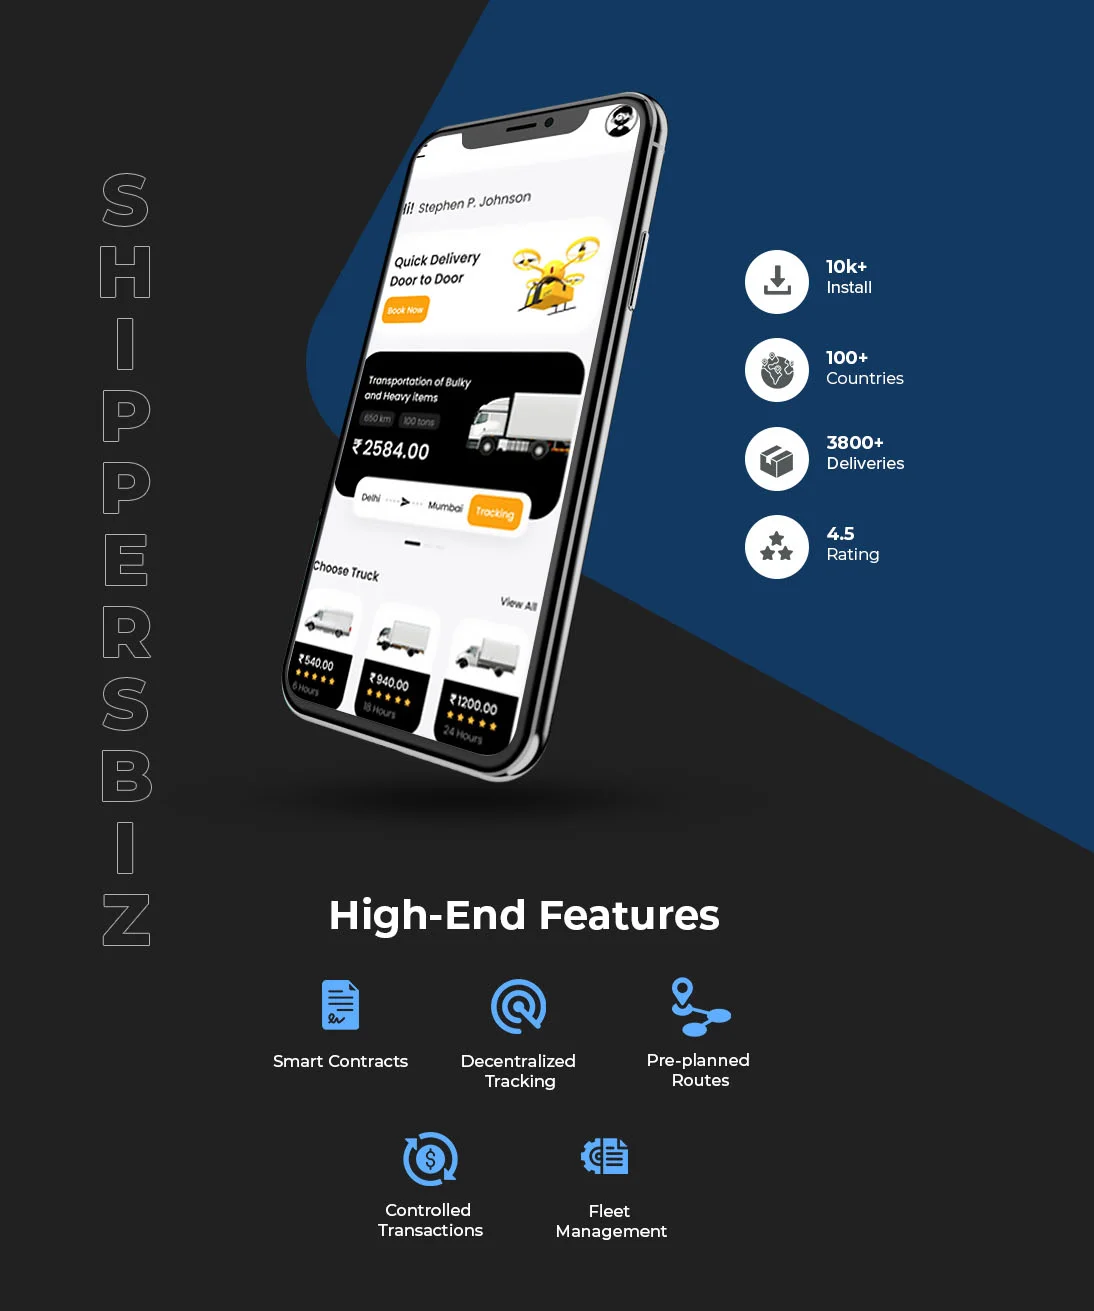 SHIPPERSBIZ
Hi! Stephen P. Johnson
Quick Delivery
Door to Door
Book Now
Transportation of Bulky
and Heavy items
650 km 100 tons
₹2584.00
Delhi Mumbai Tracking
Choose Truck
View All
₹540.00
6 Hours
₹940.00
18 Hours
₹1200.00
24 Hours
10k+
Install
100+
Countries
3800+
Deliveries
4.5
Rating
High-End Features
Smart Contracts
Decentralized
Tracking
Pre-planned
Routes
Controlled
Transactions
Fleet
Management